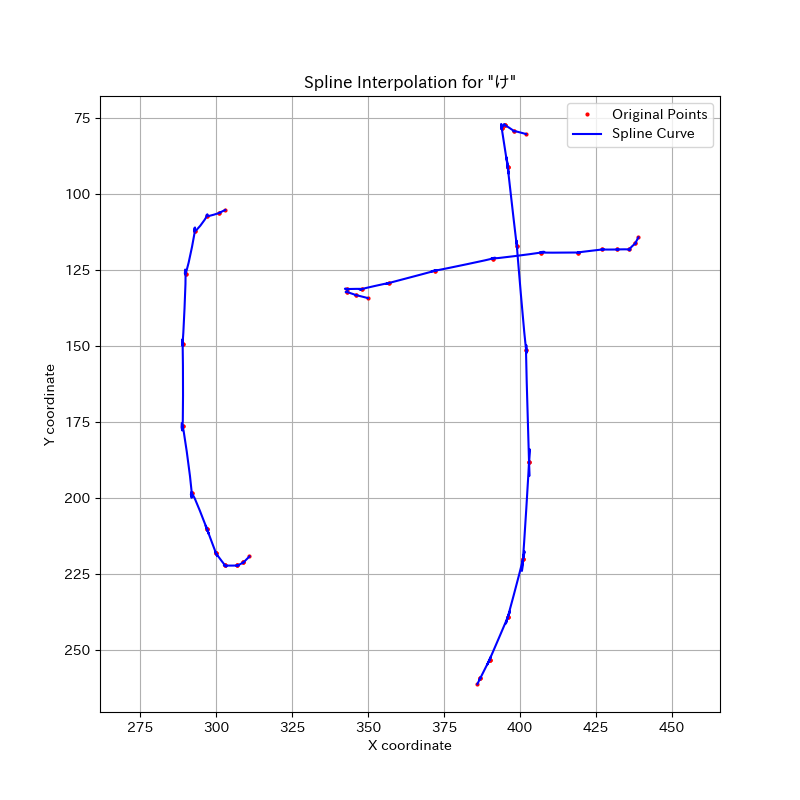 Spline Interpolation for "け"
Original Points
Spline Curve
Y coordinate
75
100
125
150
175
200
225
250
け
275 300 325 350 375 400 425 450
X coordinate